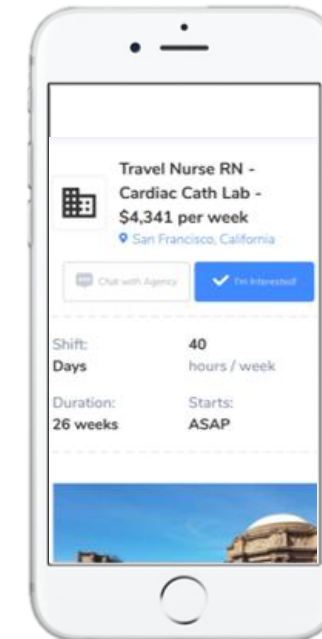 Travel Nurse RN -
Cardiac Cath Lab -
$4,341 per week
San Francisco, California
Chat with Agency
I'm Interested!
Shift:
Days
40
hours / week
Duration:
26 weeks
Starts:
ASAP